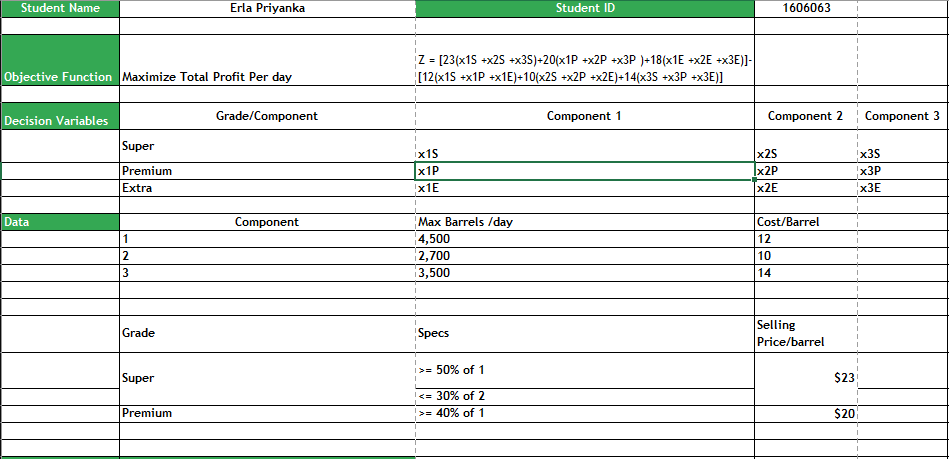 Student Name Erla Priyanka Student ID 1606063
Z = [23(x1S +x2S +x3S)+20(x1P +x2P +x3P )+18(x1E +x2E +x3E)]-
Objective Function Maximize Total Profit Per day [12(x1S +x1P +x1E)+10(x2S +x2P +x2E)+14(x3S +x3P +x3E)]
Decision Variables Grade/Component Component 1 Component 2 Component 3
Super x1S x2S x3S
Premium x1P x2P x3P
Extra x1E x2E x3E
Data Component Max Barrels /day Cost/Barrel
1 4,500 12
2 2,700 10
3 3,500 14
Grade Specs Selling
Price/barrel
Super >= 50% of 1 $23
<= 30% of 2
Premium >= 40% of 1 $20